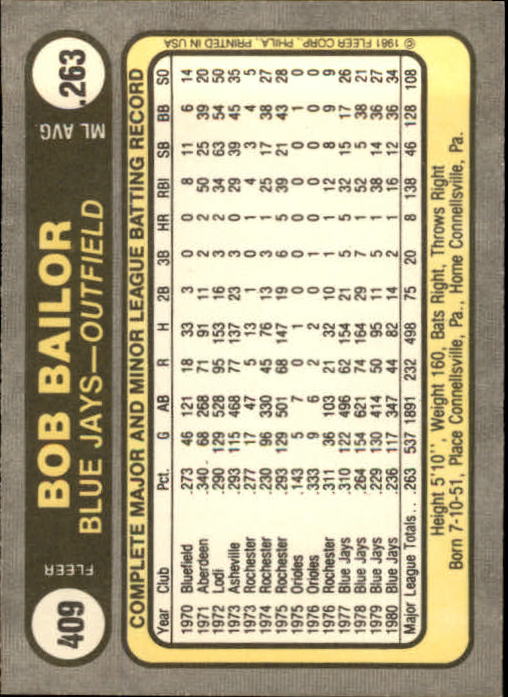 409
FLEER
BOB BAILOR
BLUE JAYS—OUTFIELD
ML AVG
.263
COMPLETE MAJOR AND MINOR LEAGUE BATTING RECORD
Year Club Pct. G AB R H 2B 3B HR RBI SB BB SO
1970 Bluefield .273 46 121 18 33 3 0 0 8 11 6 14
1971 Aberdeen .340 68 268 71 91 11 2 2 50 25 39 20
1972 Lodi .290 129 528 95 153 16 3 2 34 63 54 50
1973 Asheville .293 115 468 77 137 23 3 0 29 39 45 35
1973 Rochester .277 17 47 5 13 1 0 1 4 3 4 5
1974 Rochester .230 96 330 45 76 13 3 1 25 17 38 27
1975 Rochester .293 129 501 68 147 19 6 5 39 21 43 28
1975 Orioles .143 5 7 0 1 0 0 0 0 0 1 0
1976 Orioles .333 9 6 2 2 0 1 0 0 0 0 0
1976 Rochester .311 36 103 21 32 10 1 1 12 8 9 9
1977 Blue Jays .310 122 496 62 154 21 5 5 32 15 17 26
1978 Blue Jays .264 154 621 74 164 29 7 1 52 5 38 21
1979 Blue Jays .229 130 414 50 95 11 5 1 38 14 36 27
1980 Blue Jays .236 117 347 44 82 14 2 1 16 12 36 34
Major League Totals... .263 537 1891 232 498 75 20 8 138 46 128 108
Height 5'10'', Weight 160, Bats Right, Throws Right
Born 7-10-51, Place Connellsville, Pa., Home Connellsville, Pa.
© 1981 FLEER CORP., PHILA., PRINTED IN USA